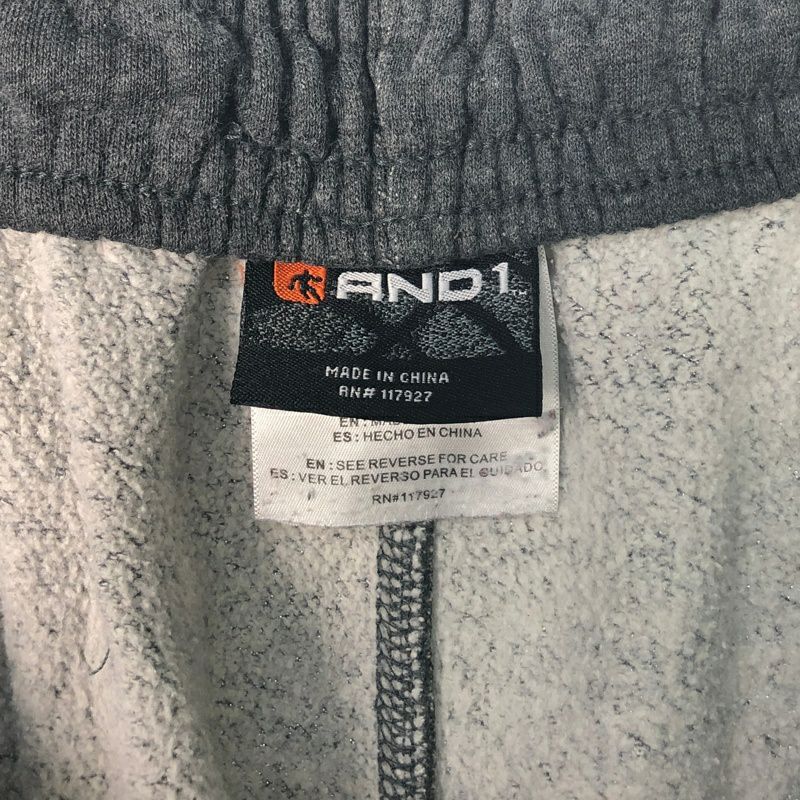 AND1
MADE IN CHINA
RN# 117927
EN :
ES : HECHO EN CHINA
EN : SEE REVERSE FOR CARE
ES : VER EL REVERSO PARA EL CUIDADO
RN#117927